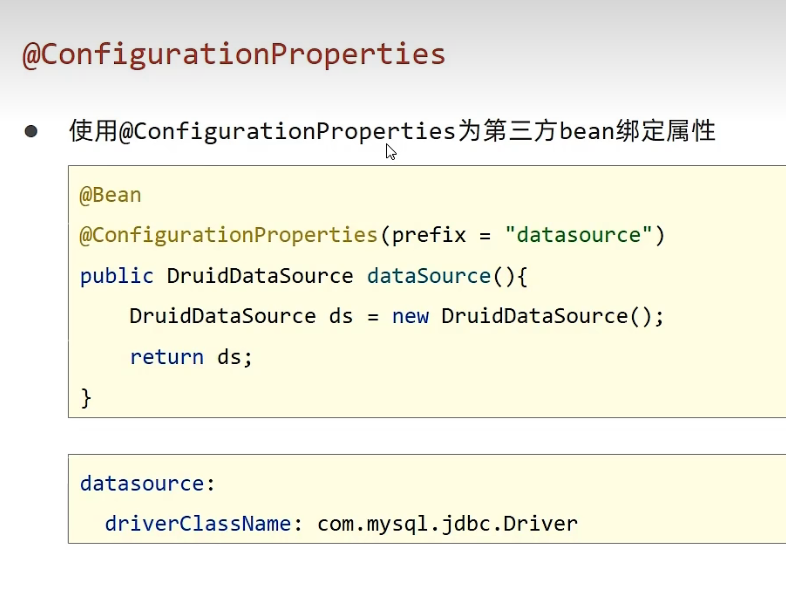 @ConfigurationProperties
● 使用@ConfigurationProperties为第三方bean绑定属性
@Bean
@ConfigurationProperties(prefix = "datasource")
public DruidDataSource dataSource(){
    DruidDataSource ds = new DruidDataSource();
    return ds;
}
datasource:
  driverClassName: com.mysql.jdbc.Driver